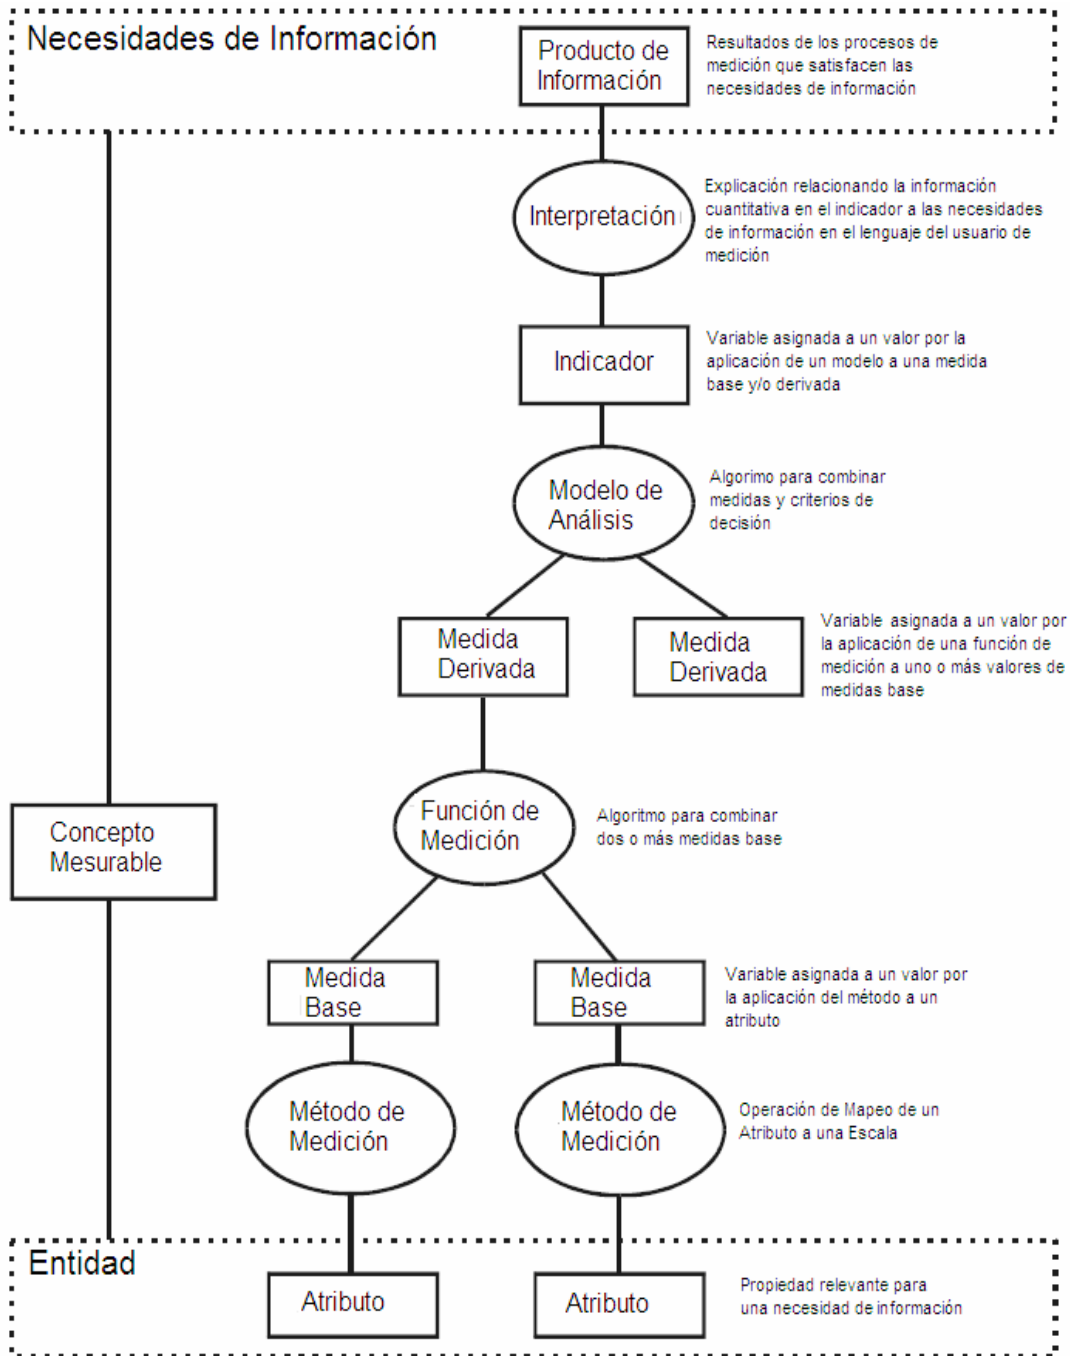 Necesidades de Información
Producto de
Información
Resultados de los procesos de
medición que satisfacen las
necesidades de información
Interpretación
Explicación relacionando la información
cuantitativa en el indicador a las necesidades
de información en el lenguaje del usuario de
medición
Indicador
Variable asignada a un valor por la
aplicación de un modelo a una medida
base y/o derivada
Modelo de
Análisis
Algorimo para combinar
medidas y criterios de
decisión
Medida
Derivada
Medida
Derivada
Variable asignada a un valor por
la aplicación de una función de
medición a uno o más valores de
medidas base
Función de
Medición
Algoritmo para combinar
dos o más medidas base
Concepto
Mesurable
Medida
Base
Medida
Base
Variable asignada a un valor por
la aplicación del método a un
atributo
Método de
Medición
Método de
Medición
Operación de Mapeo de un
Atributo a una Escala
Entidad
Atributo
Atributo
Propiedad relevante para
una necesidad de información